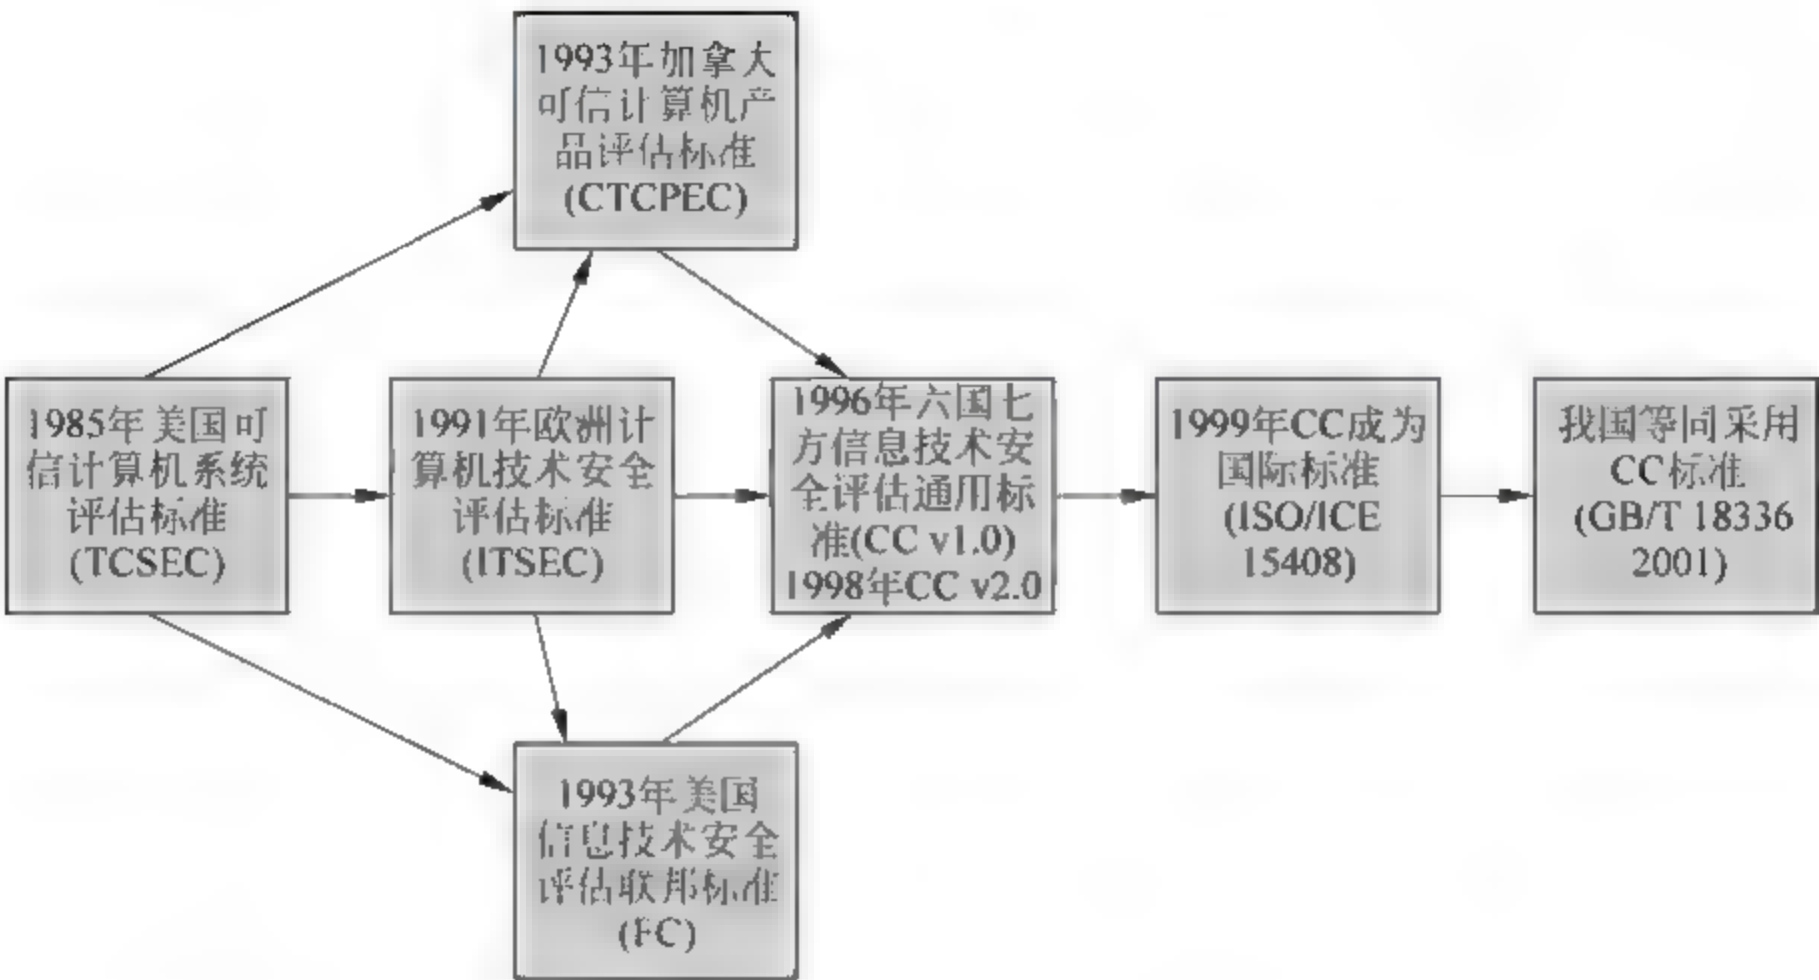 1993年加拿大
可信计算机产
品评估标准
(CTCPEC)
1985年美国可
信计算机系统
评估标准
(TCSEC)
1991年欧洲计
算机技术安全
评估标准
(ITSEC)
1996年六国七
方信息技术安
全评估通用标
准(CC v1.0)
1998年CC v2.0
1999年CC成为
国际标准
(ISO/ICE
15408)
我国等同采用
CC标准
(GB/T 18336
2001)
1993年美国
信息技术安全
评估联邦标准
(FC)